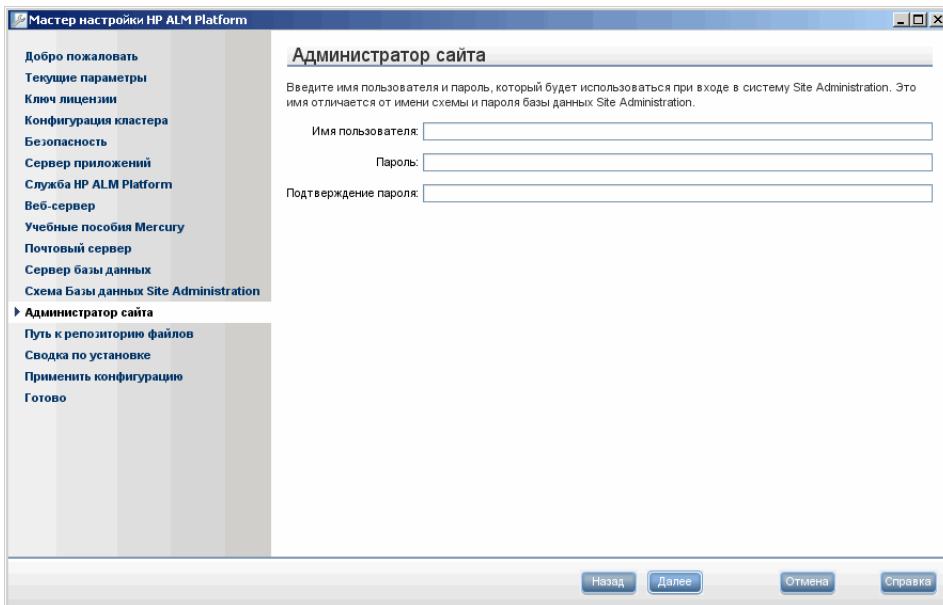 Мастер настройки HP ALM Platform
Добро пожаловать
Текущие параметры
Ключ лицензии
Конфигурация кластера
Безопасность
Сервер приложений
Служба HP ALM Platform
Веб-сервер
Учебные пособия Mercury
Почтовый сервер
Сервер базы данных
Схема Базы данных Site Administration
Администратор сайта
Путь к репозиторию файлов
Сводка по установке
Применить конфигурацию
Готово
Администратор сайта
Введите имя пользователя и пароль, который будет использоваться при входе в систему Site Administration. Это
имя отличается от имени схемы и пароля базы данных Site Administration.
Имя пользователя:
Пароль:
Подтверждение пароля:
Назад Далее Отмена Справка